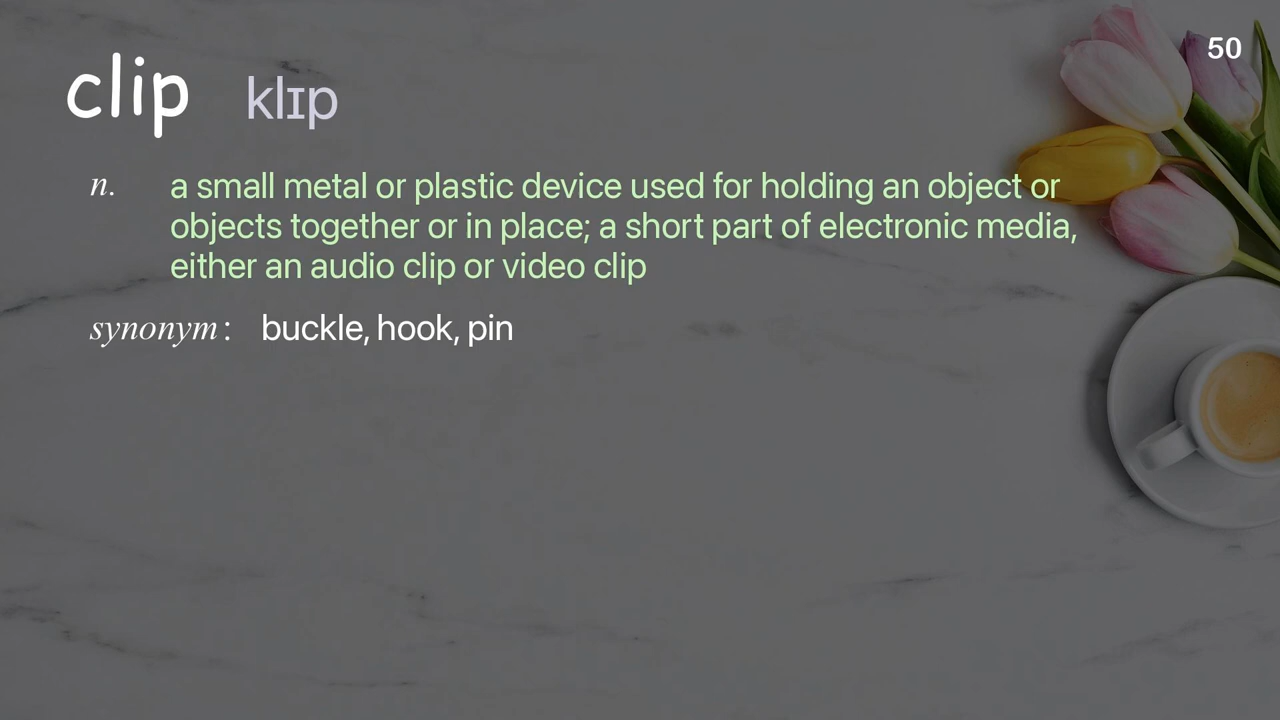 50
clip klɪp
n. a small metal or plastic device used for holding an object or
objects together or in place; a short part of electronic media,
either an audio clip or video clip
synonym: buckle, hook, pin